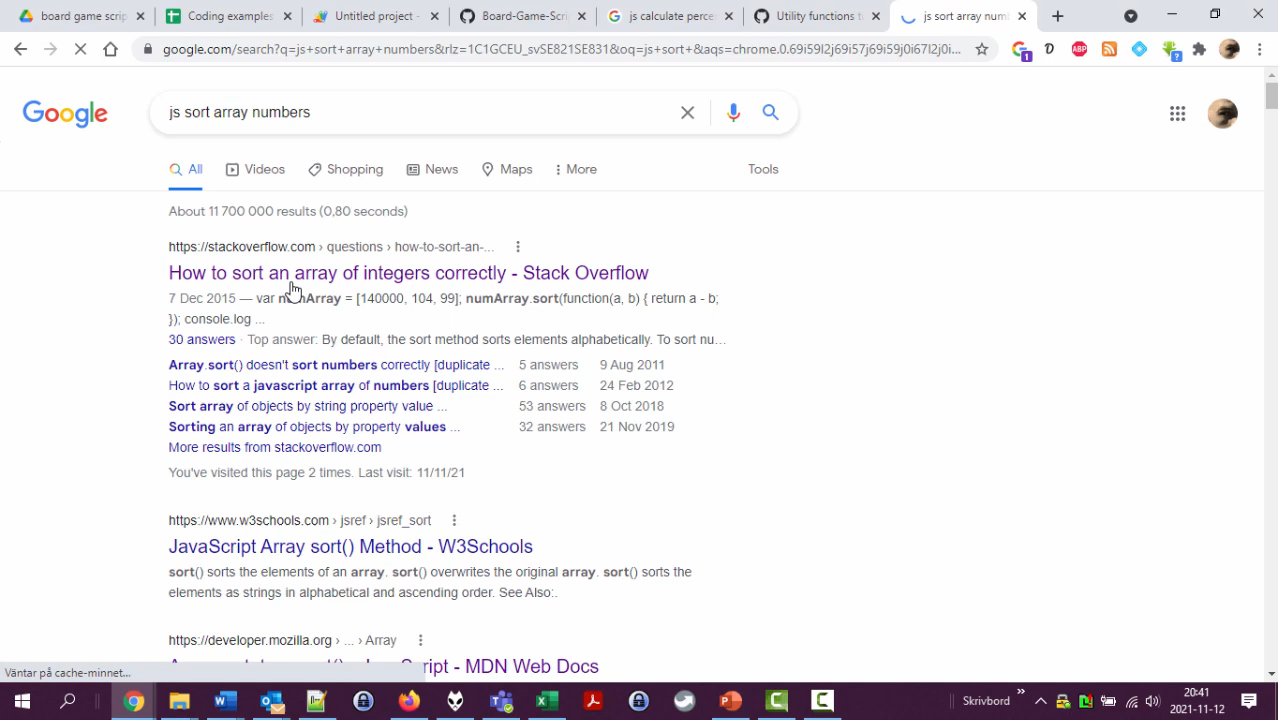 board game scrip
Coding examples
Untitled project -
Board-Game-Scri
js calculate perce
Utility functions t
js sort array num
google.com/search?q=js+sort+array+numbers&rlz=1C1GCEU_svSE821SE831&oq=js+sort+&aqs=chrome.0.69i59l2j69i57j69i59j0i67l2j0i...
1
ABP
?
Google
js sort array numbers
All
Videos
Shopping
News
Maps
More
Tools
About 11 700 000 results (0,80 seconds)
https://stackoverflow.com › questions › how-to-sort-an-...
How to sort an array of integers correctly - Stack Overflow
7 Dec 2015 — var numArray = [140000, 104, 99]; numArray.sort(function(a, b) { return a - b;
}); console.log ...
30 answers · Top answer: By default, the sort method sorts elements alphabetically. To sort nu...
Array.sort() doesn't sort numbers correctly [duplicate ... 5 answers 9 Aug 2011
How to sort a javascript array of numbers [duplicate ... 6 answers 24 Feb 2012
Sort array of objects by string property value ... 53 answers 8 Oct 2018
Sorting an array of objects by property values ... 32 answers 21 Nov 2019
More results from stackoverflow.com
You've visited this page 2 times. Last visit: 11/11/21
https://www.w3schools.com › jsref › jsref_sort
JavaScript Array sort() Method - W3Schools
sort() sorts the elements of an array. sort() overwrites the original array. sort() sorts the
elements as strings in alphabetical and ascending order. See Also:.
https://developer.mozilla.org › ... › Array
Script - MDN Web Docs
Väntar på cache-minnet...
Skrivbord
20:41
2021-11-12